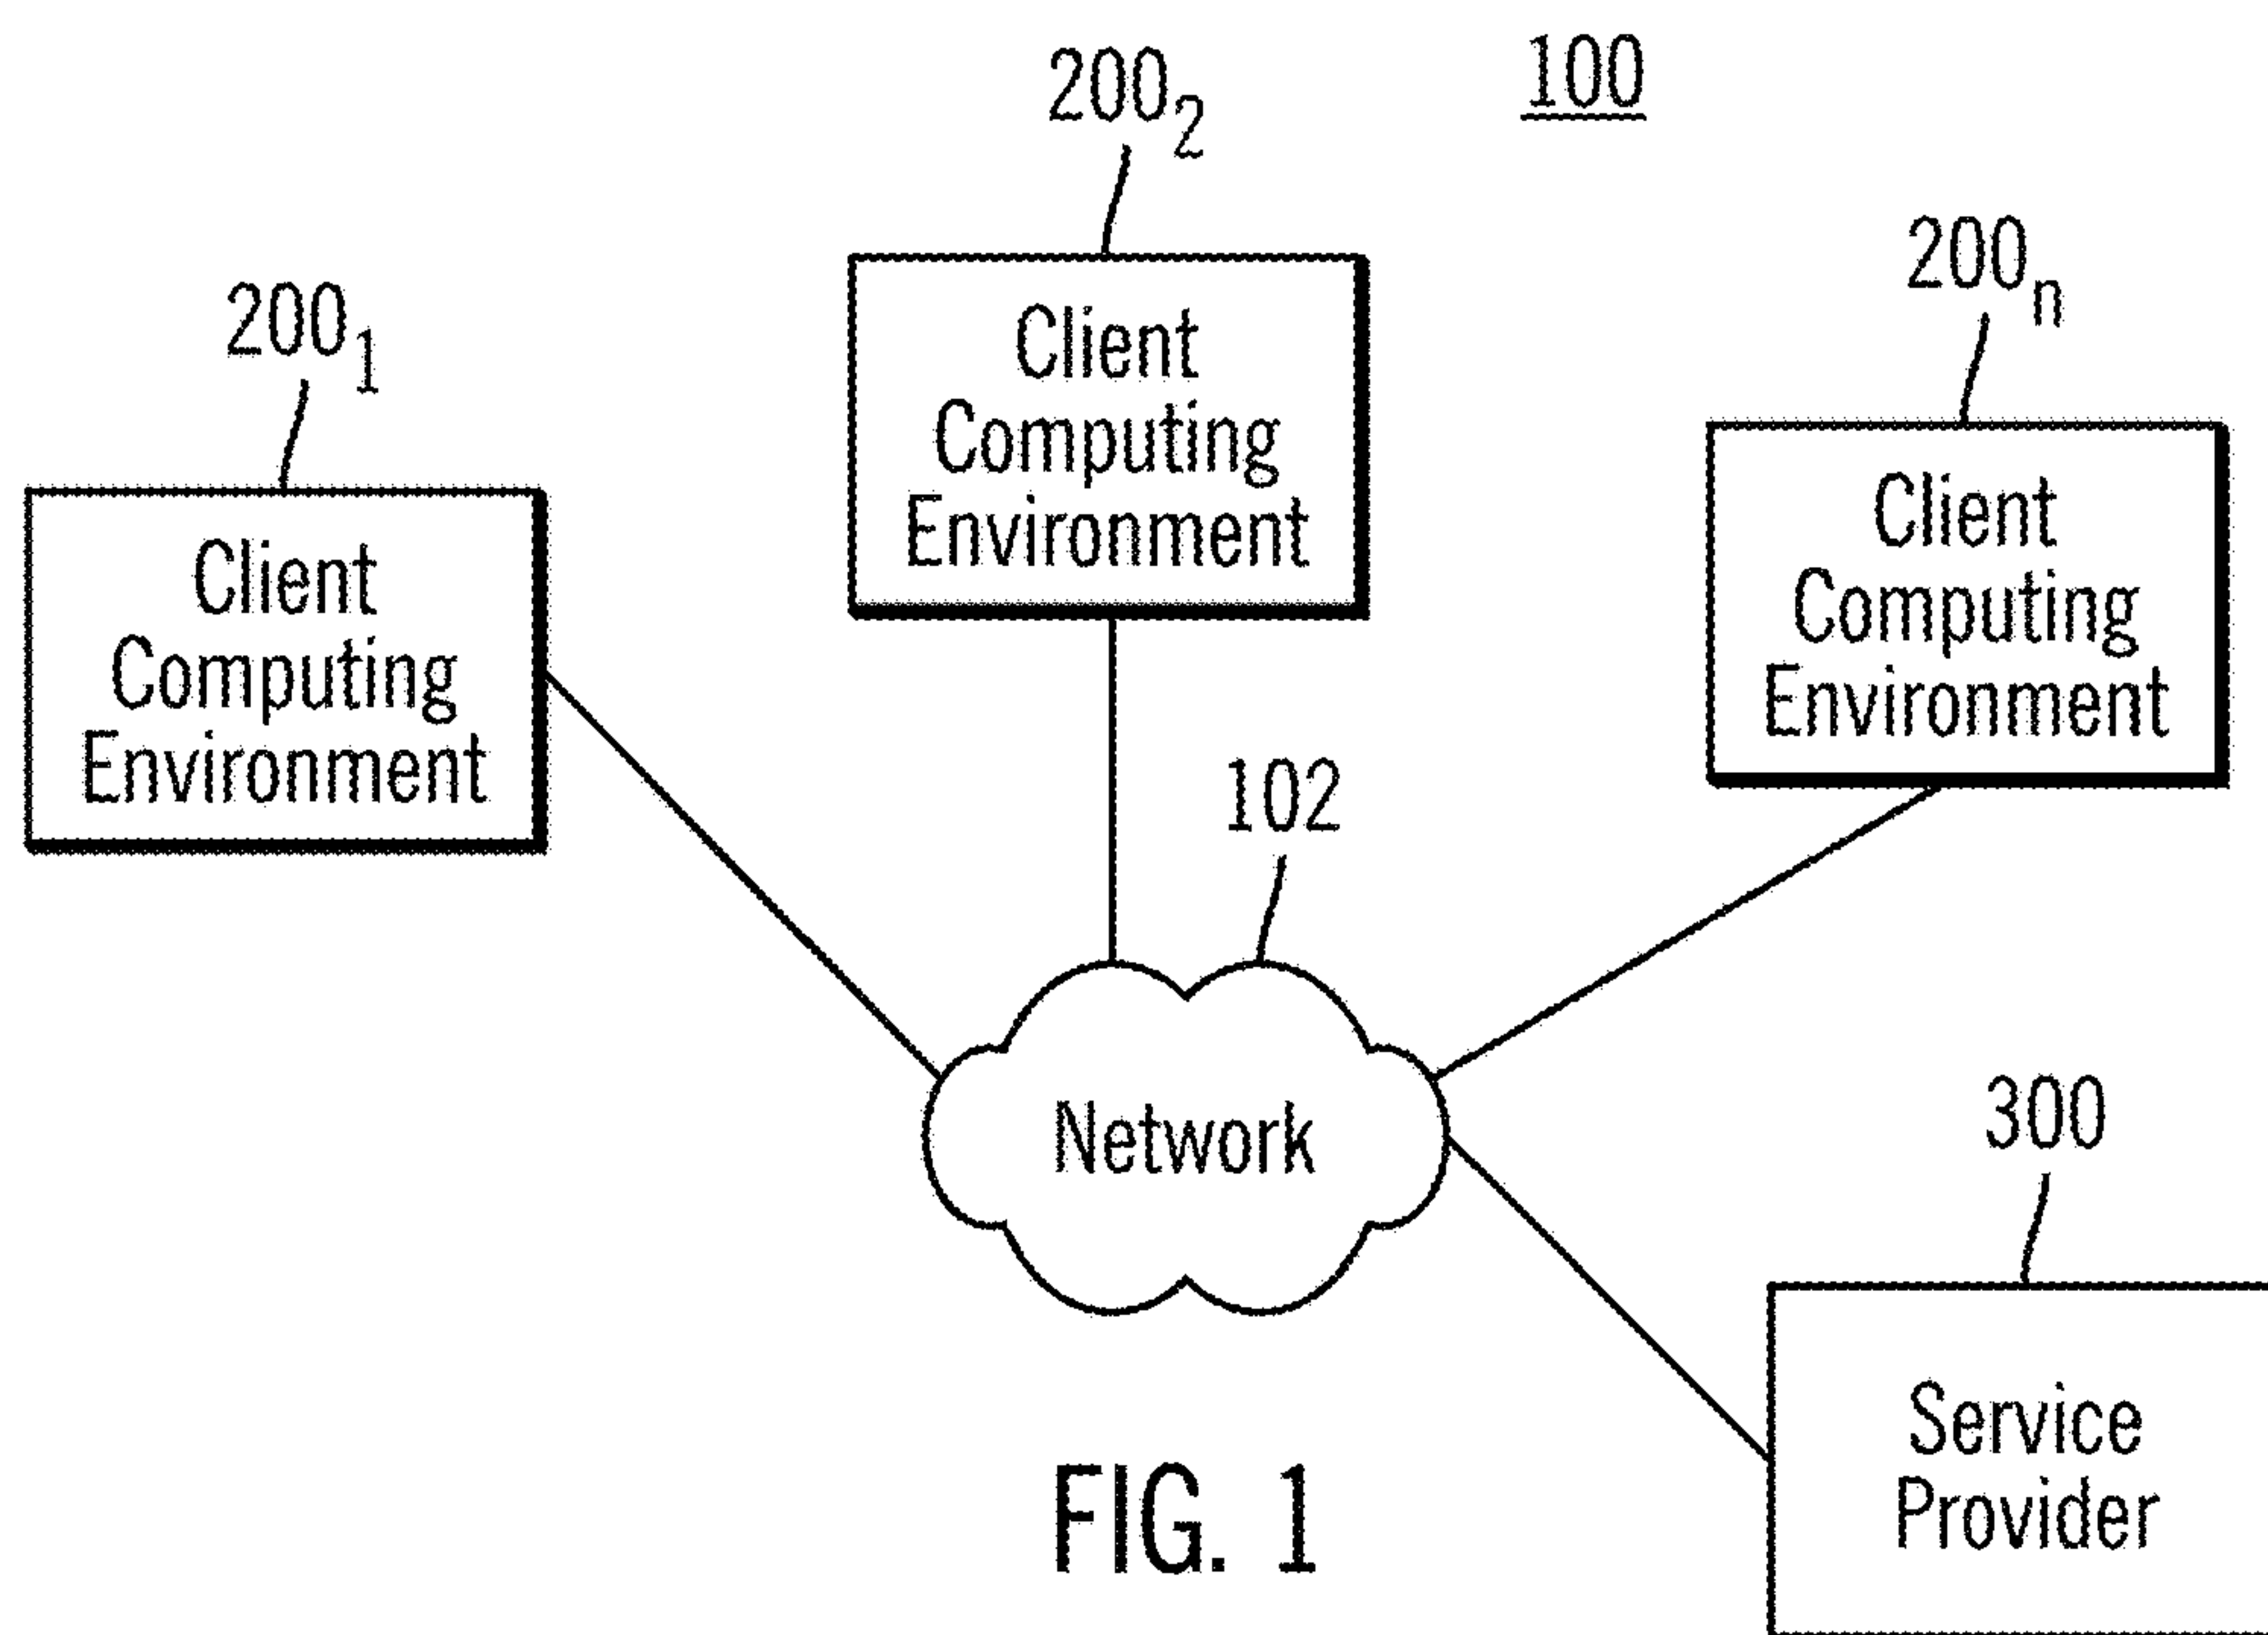 100
200₂
200ₙ
200₁
Client
Computing
Environment
Client
Computing
Environment
Client
Computing
Environment
102
Network
300
Service
Provider
FIG. 1